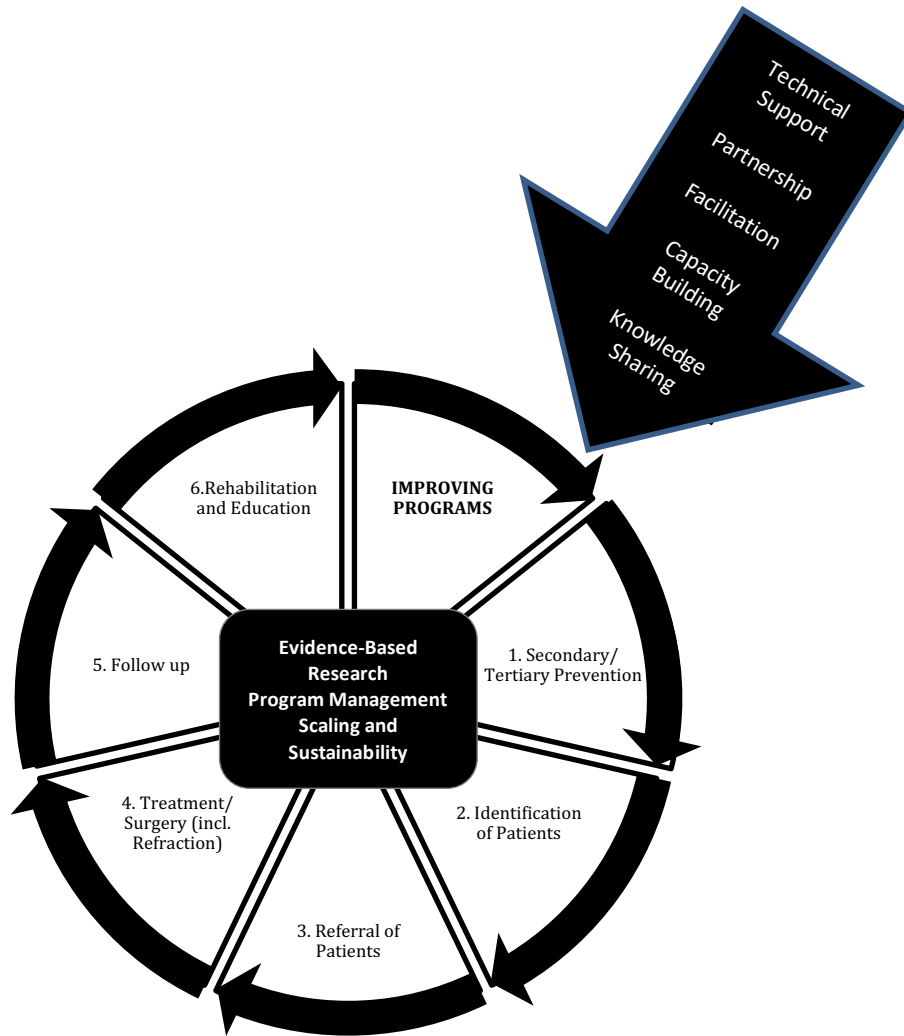 Technical
Support
Partnership
Facilitation
Capacity
Building
Knowledge
Sharing
IMPROVING
PROGRAMS
1. Secondary/
Tertiary Prevention
2. Identification
of Patients
3. Referral of
Patients
4. Treatment/
Surgery (incl.
Refraction)
5. Follow up
6.Rehabilitation
and Education
Evidence-Based
Research
Program Management
Scaling and
Sustainability